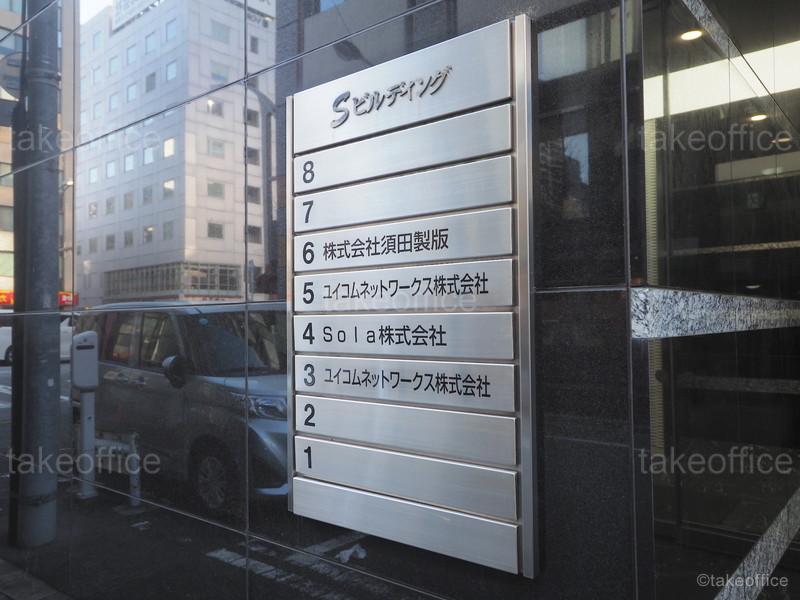 Sビルディング
8
7
6 株式会社須田製版
5 ユイコムネットワークス株式会社
4 Sola株式会社
3 ユイコムネットワークス株式会社
2
1
takeoffice
takeoffice
takeoffice
takeoffice
takeoffice
©takeoffice